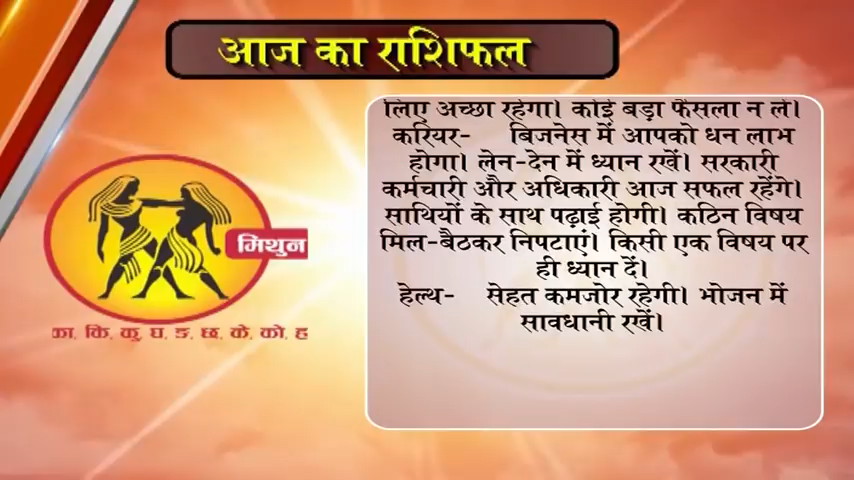 आज का राशिफल
लिए अच्छा रहेगा। कोई बड़ा फैसला न लें।
करियर- बिजनेस में आपको धन लाभ
होगा। लेन-देन में ध्यान रखें। सरकारी
कर्मचारी और अधिकारी आज सफल रहेंगे।
साथियों के साथ पढ़ाई होगी। कठिन विषय
मिल-बैठकर निपटाएं। किसी एक विषय पर
ही ध्यान दें।
हेल्थ- सेहत कमजोर रहेगी। भोजन में
सावधानी रखें।
मिथुन
का, कि, कु, घ, ङ, छ, के, को, ह